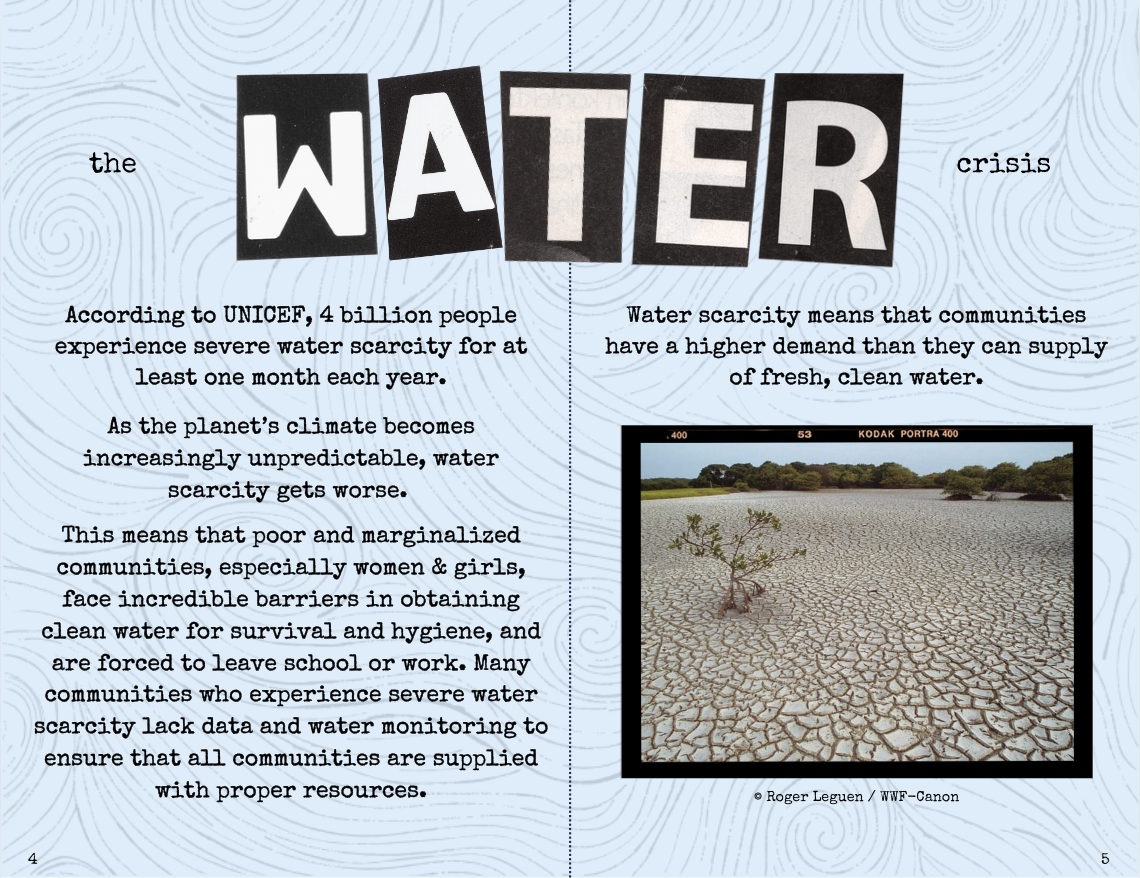 the WATER crisis
According to UNICEF, 4 billion people
experience severe water scarcity for at
least one month each year.
As the planet's climate becomes
increasingly unpredictable, water
scarcity gets worse.
This means that poor and marginalized
communities, especially women & girls,
face incredible barriers in obtaining
clean water for survival and hygiene, and
are forced to leave school or work. Many
communities who experience severe water
scarcity lack data and water monitoring to
ensure that all communities are supplied
with proper resources.
4
Water scarcity means that communities
have a higher demand than they can supply
of fresh, clean water.
400 53 KODAK PORTRA 400
© Roger Leguen / WWF-Canon
5